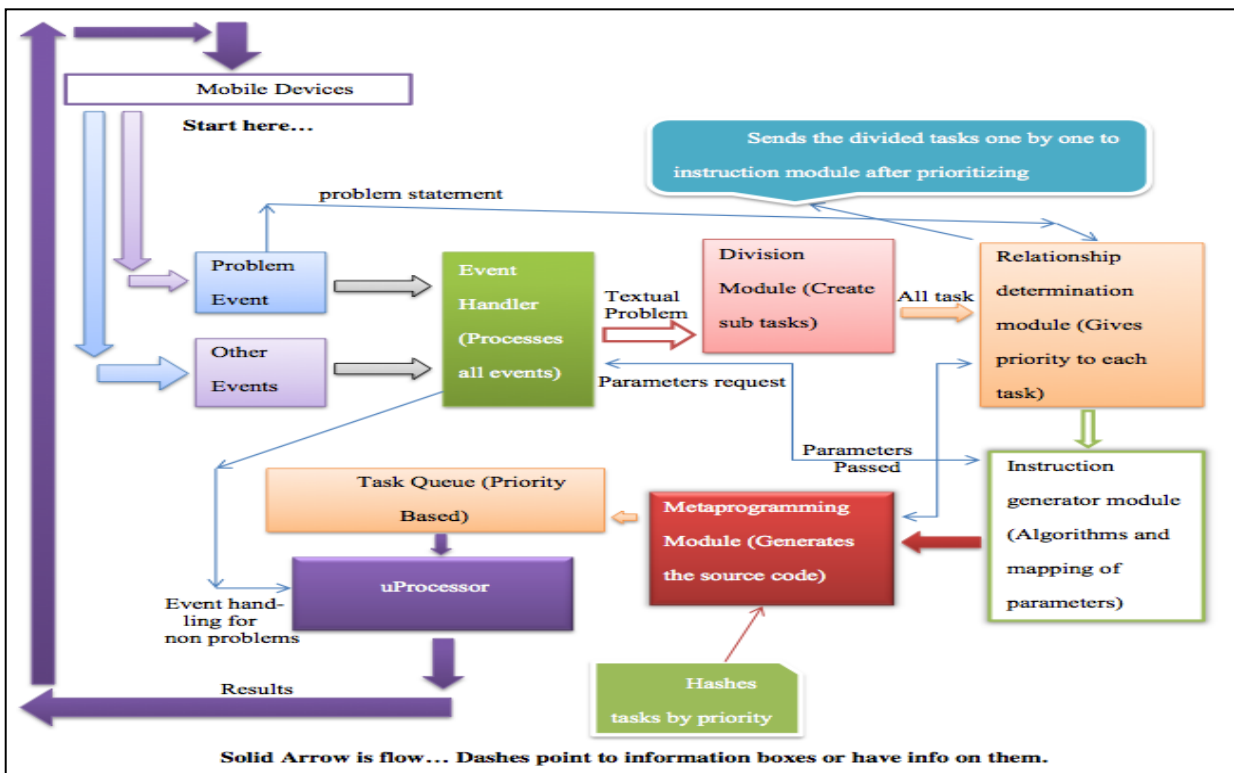 Mobile Devices
Start here…
Sends the divided tasks one by one to
instruction module after prioritizing
problem statement
Problem
Event
Event
Handler
(Processes
all events)
Textual
Problem
Division
Module (Create
sub tasks)
All task
Relationship
determination
module (Gives
priority to each
task)
Other
Events
Parameters request
Parameters
Passed
Task Queue (Priority
Based)
Metaprogramming
Module (Generates
the source code)
Instruction
generator module
(Algorithms and
mapping of
parameters)
uProcessor
Event hand-
ling for
non problems
Results
Hashes
tasks by priority
Solid Arrow is flow… Dashes point to information boxes or have info on them.